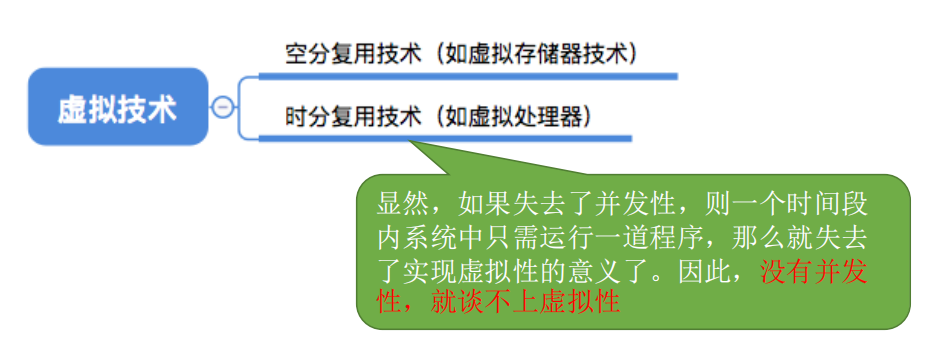 空分复用技术（如虚拟存储器技术）
虚拟技术
时分复用技术（如虚拟处理器）
显然，如果失去了并发性，则一个时间段
内系统中只需运行一道程序，那么就失去
了实现虚拟性的意义了。因此，没有并发
性，就谈不上虚拟性